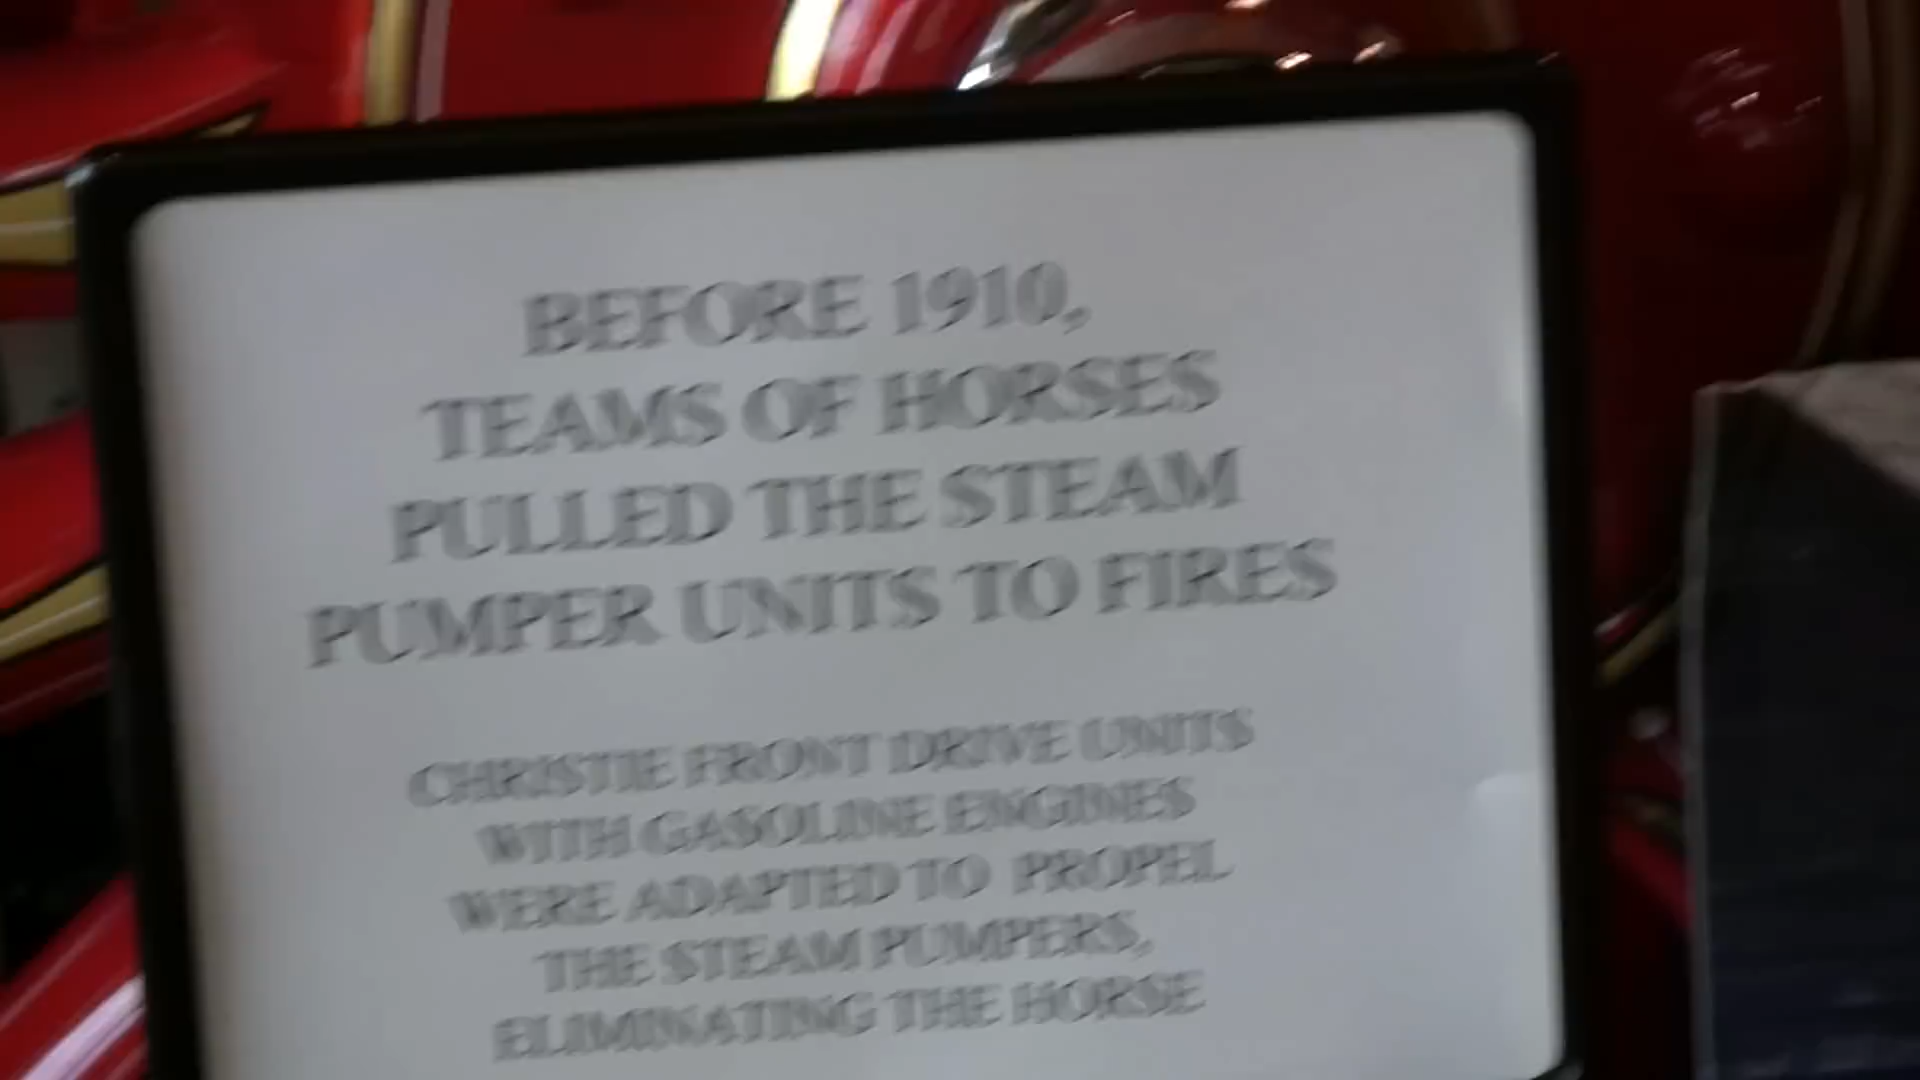 BEFORE 1910,
TEAMS OF HORSES
PULLED THE STEAM
PUMPER UNITS TO FIRES
CHRISTIE FRONT DRIVE UNITS
WITH GASOLINE ENGINES
WERE ADAPTED TO PROPEL
THE STEAM PUMPERS,
ELIMINATING THE HORSE